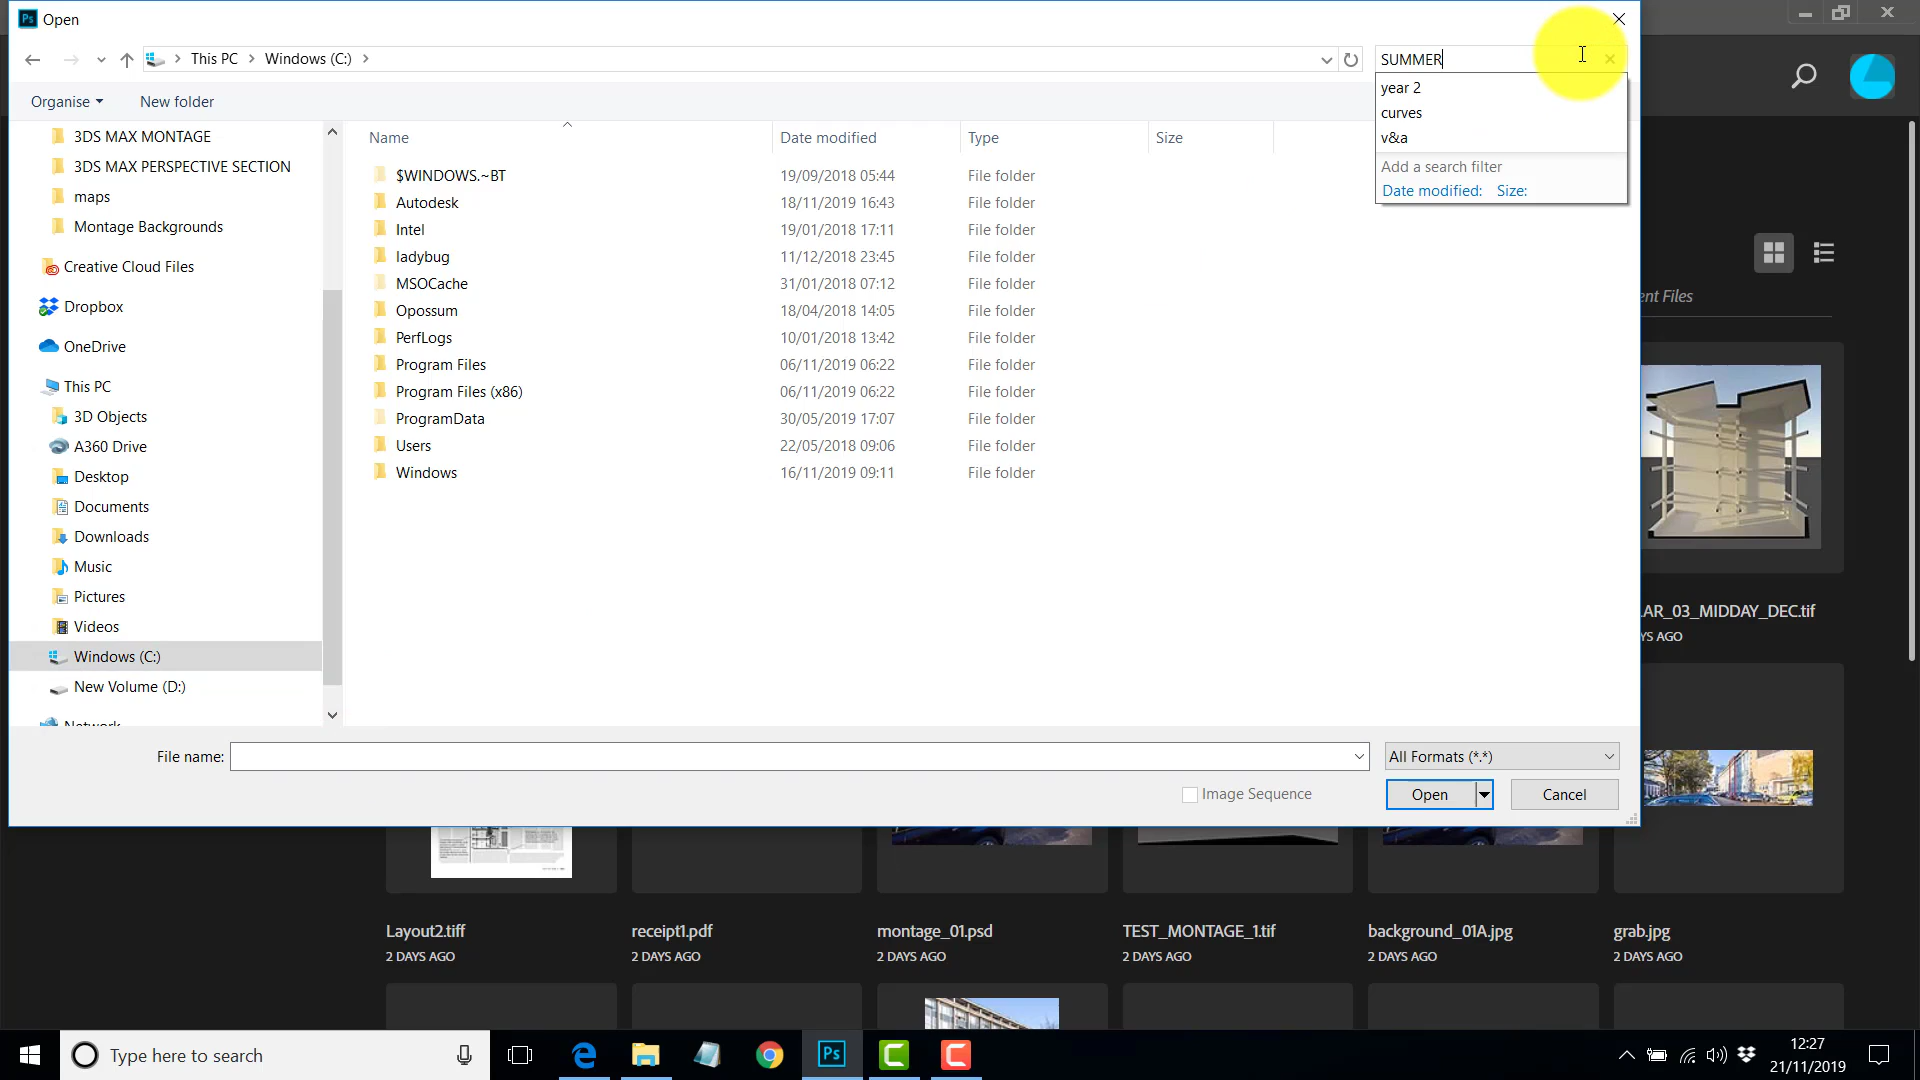 Ps Open
This PC Windows (C:)
SUMMER
year 2
curves
v&a
Add a search filter
Date modified: Size:
Organise New folder
3DS MAX MONTAGE
3DS MAX PERSPECTIVE SECTION
maps
Montage Backgrounds
Creative Cloud Files
Dropbox
OneDrive
This PC
3D Objects
A360 Drive
Desktop
Documents
Downloads
Music
Pictures
Videos
Windows (C:)
New Volume (D:)
Network
Name Date modified Type Size
$WINDOWS.~BT 19/09/2018 05:44 File folder
Autodesk 18/11/2019 16:43 File folder
Intel 19/01/2018 17:11 File folder
ladybug 11/12/2018 23:45 File folder
MSOCache 31/01/2018 07:12 File folder
Opossum 18/04/2018 14:05 File folder
PerfLogs 10/01/2018 13:42 File folder
Program Files 06/11/2019 06:22 File folder
Program Files (x86) 06/11/2019 06:22 File folder
ProgramData 30/05/2019 17:07 File folder
Users 22/05/2018 09:06 File folder
Windows 16/11/2019 09:11 File folder
ent Files
AR_03_MIDDAY_DEC.tif
YS AGO
File name: All Formats (*.*)
Image Sequence Open Cancel
Layout2.tiff receipt1.pdf montage_01.psd TEST_MONTAGE_1.tif background_01A.jpg grab.jpg
2 DAYS AGO 2 DAYS AGO 2 DAYS AGO 2 DAYS AGO 2 DAYS AGO 2 DAYS AGO
Type here to search Ps 12:27
21/11/2019